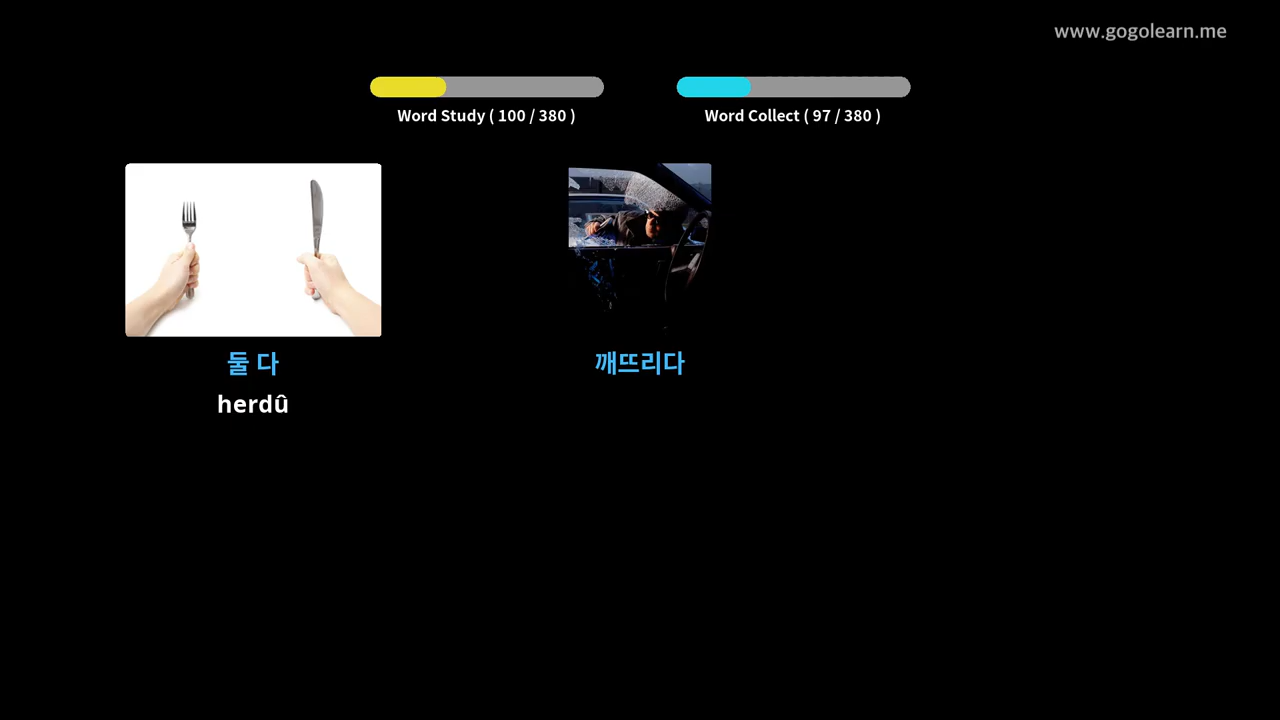 www.gogolearn.me
Word Study ( 100 / 380 )
Word Collect ( 97 / 380 )
둘 다
깨뜨리다
herdû